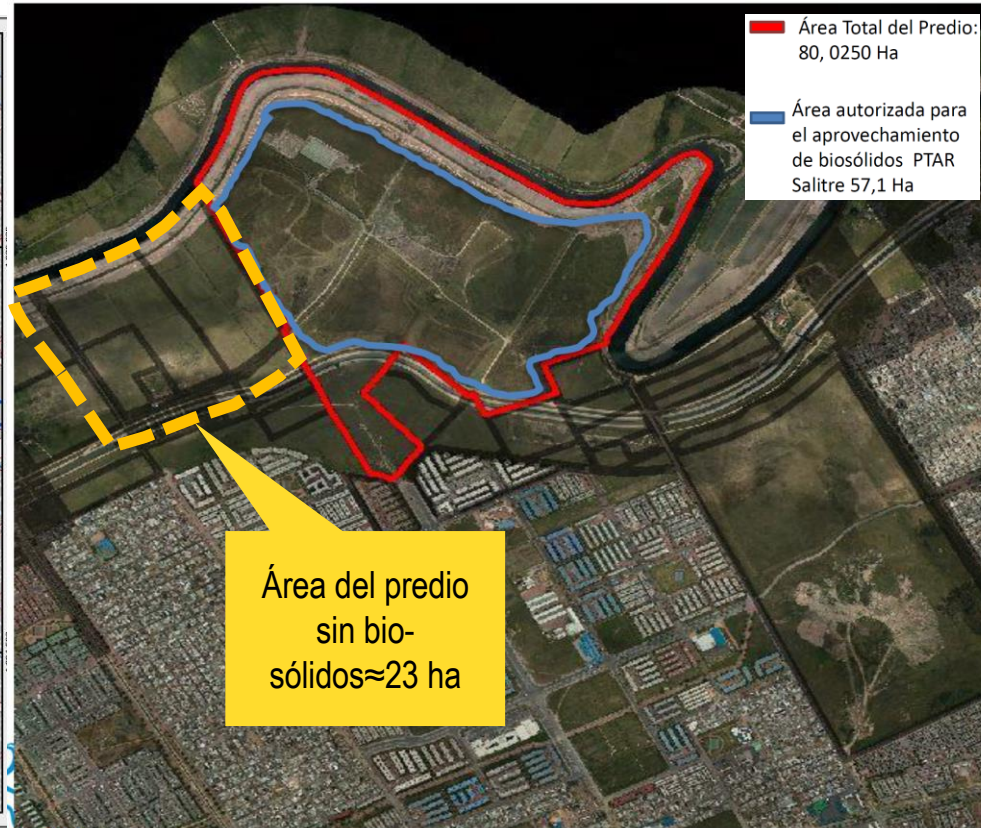 Área Total del Predio:
80, 0250 Ha
Área autorizada para
el aprovechamiento
de biosólidos PTAR
Salitre 57,1 Ha
Área del predio
sin bio-
sólidos≈23 ha